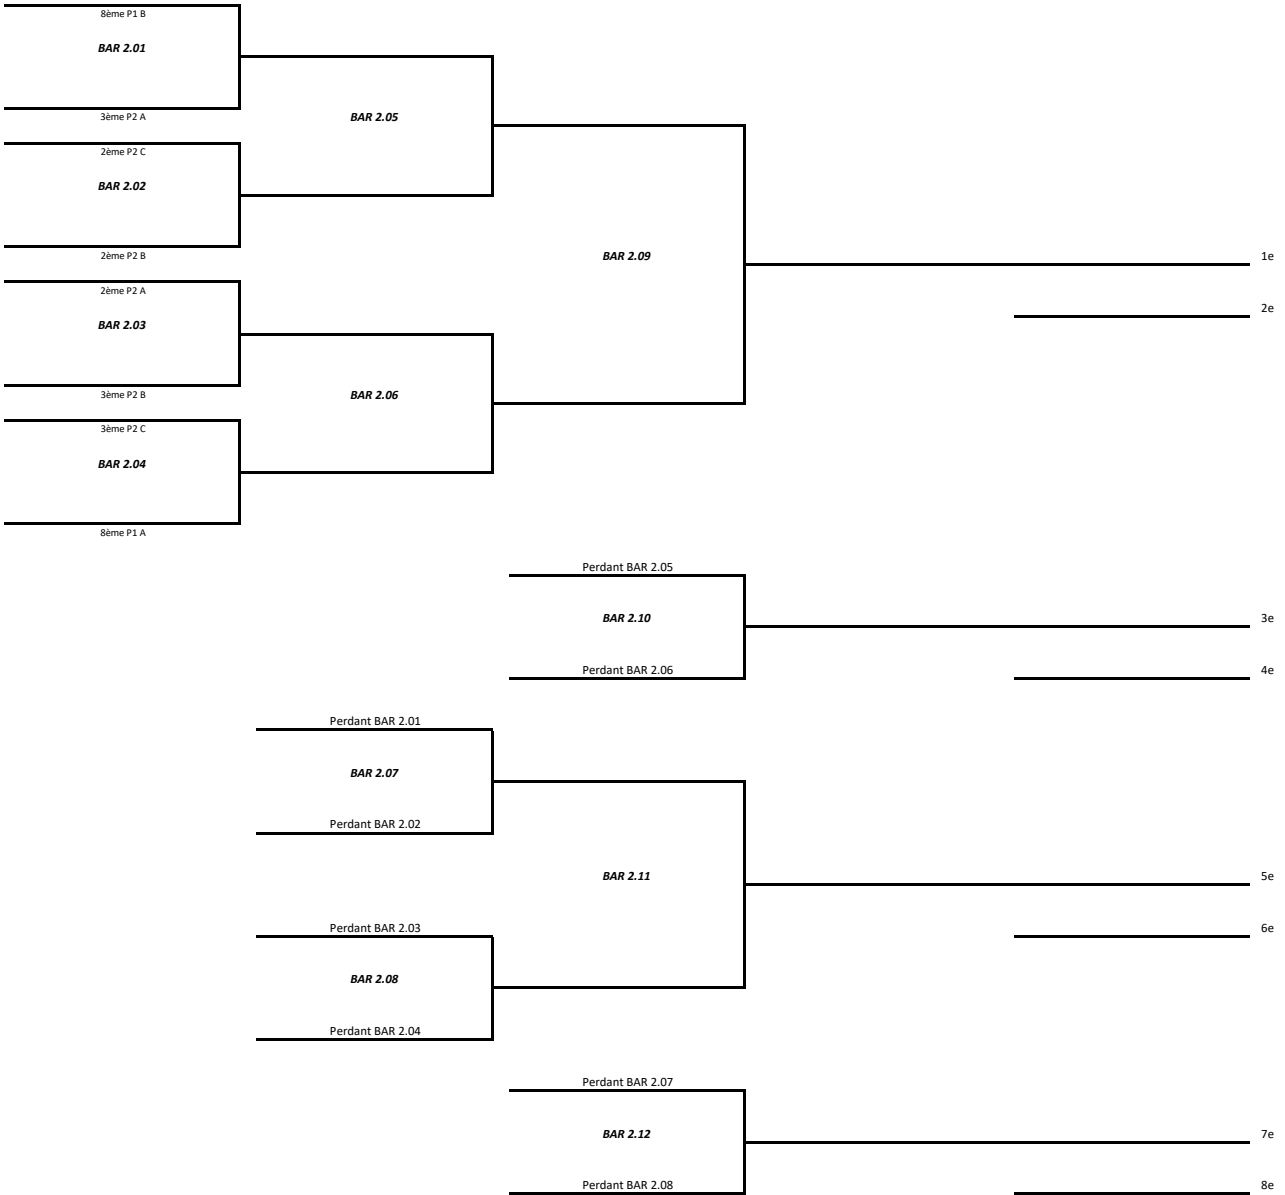 8ème P1 B
BAR 2.01
3ème P2 A
BAR 2.05
2ème P2 C
BAR 2.02
2ème P2 B
BAR 2.09
1e
2ème P2 A
2e
BAR 2.03
3ème P2 B
BAR 2.06
3ème P2 C
BAR 2.04
8ème P1 A
Perdant BAR 2.05
BAR 2.10
3e
Perdant BAR 2.06
4e
Perdant BAR 2.01
BAR 2.07
Perdant BAR 2.02
BAR 2.11
5e
Perdant BAR 2.03
6e
BAR 2.08
Perdant BAR 2.04
Perdant BAR 2.07
BAR 2.12
7e
Perdant BAR 2.08
8e